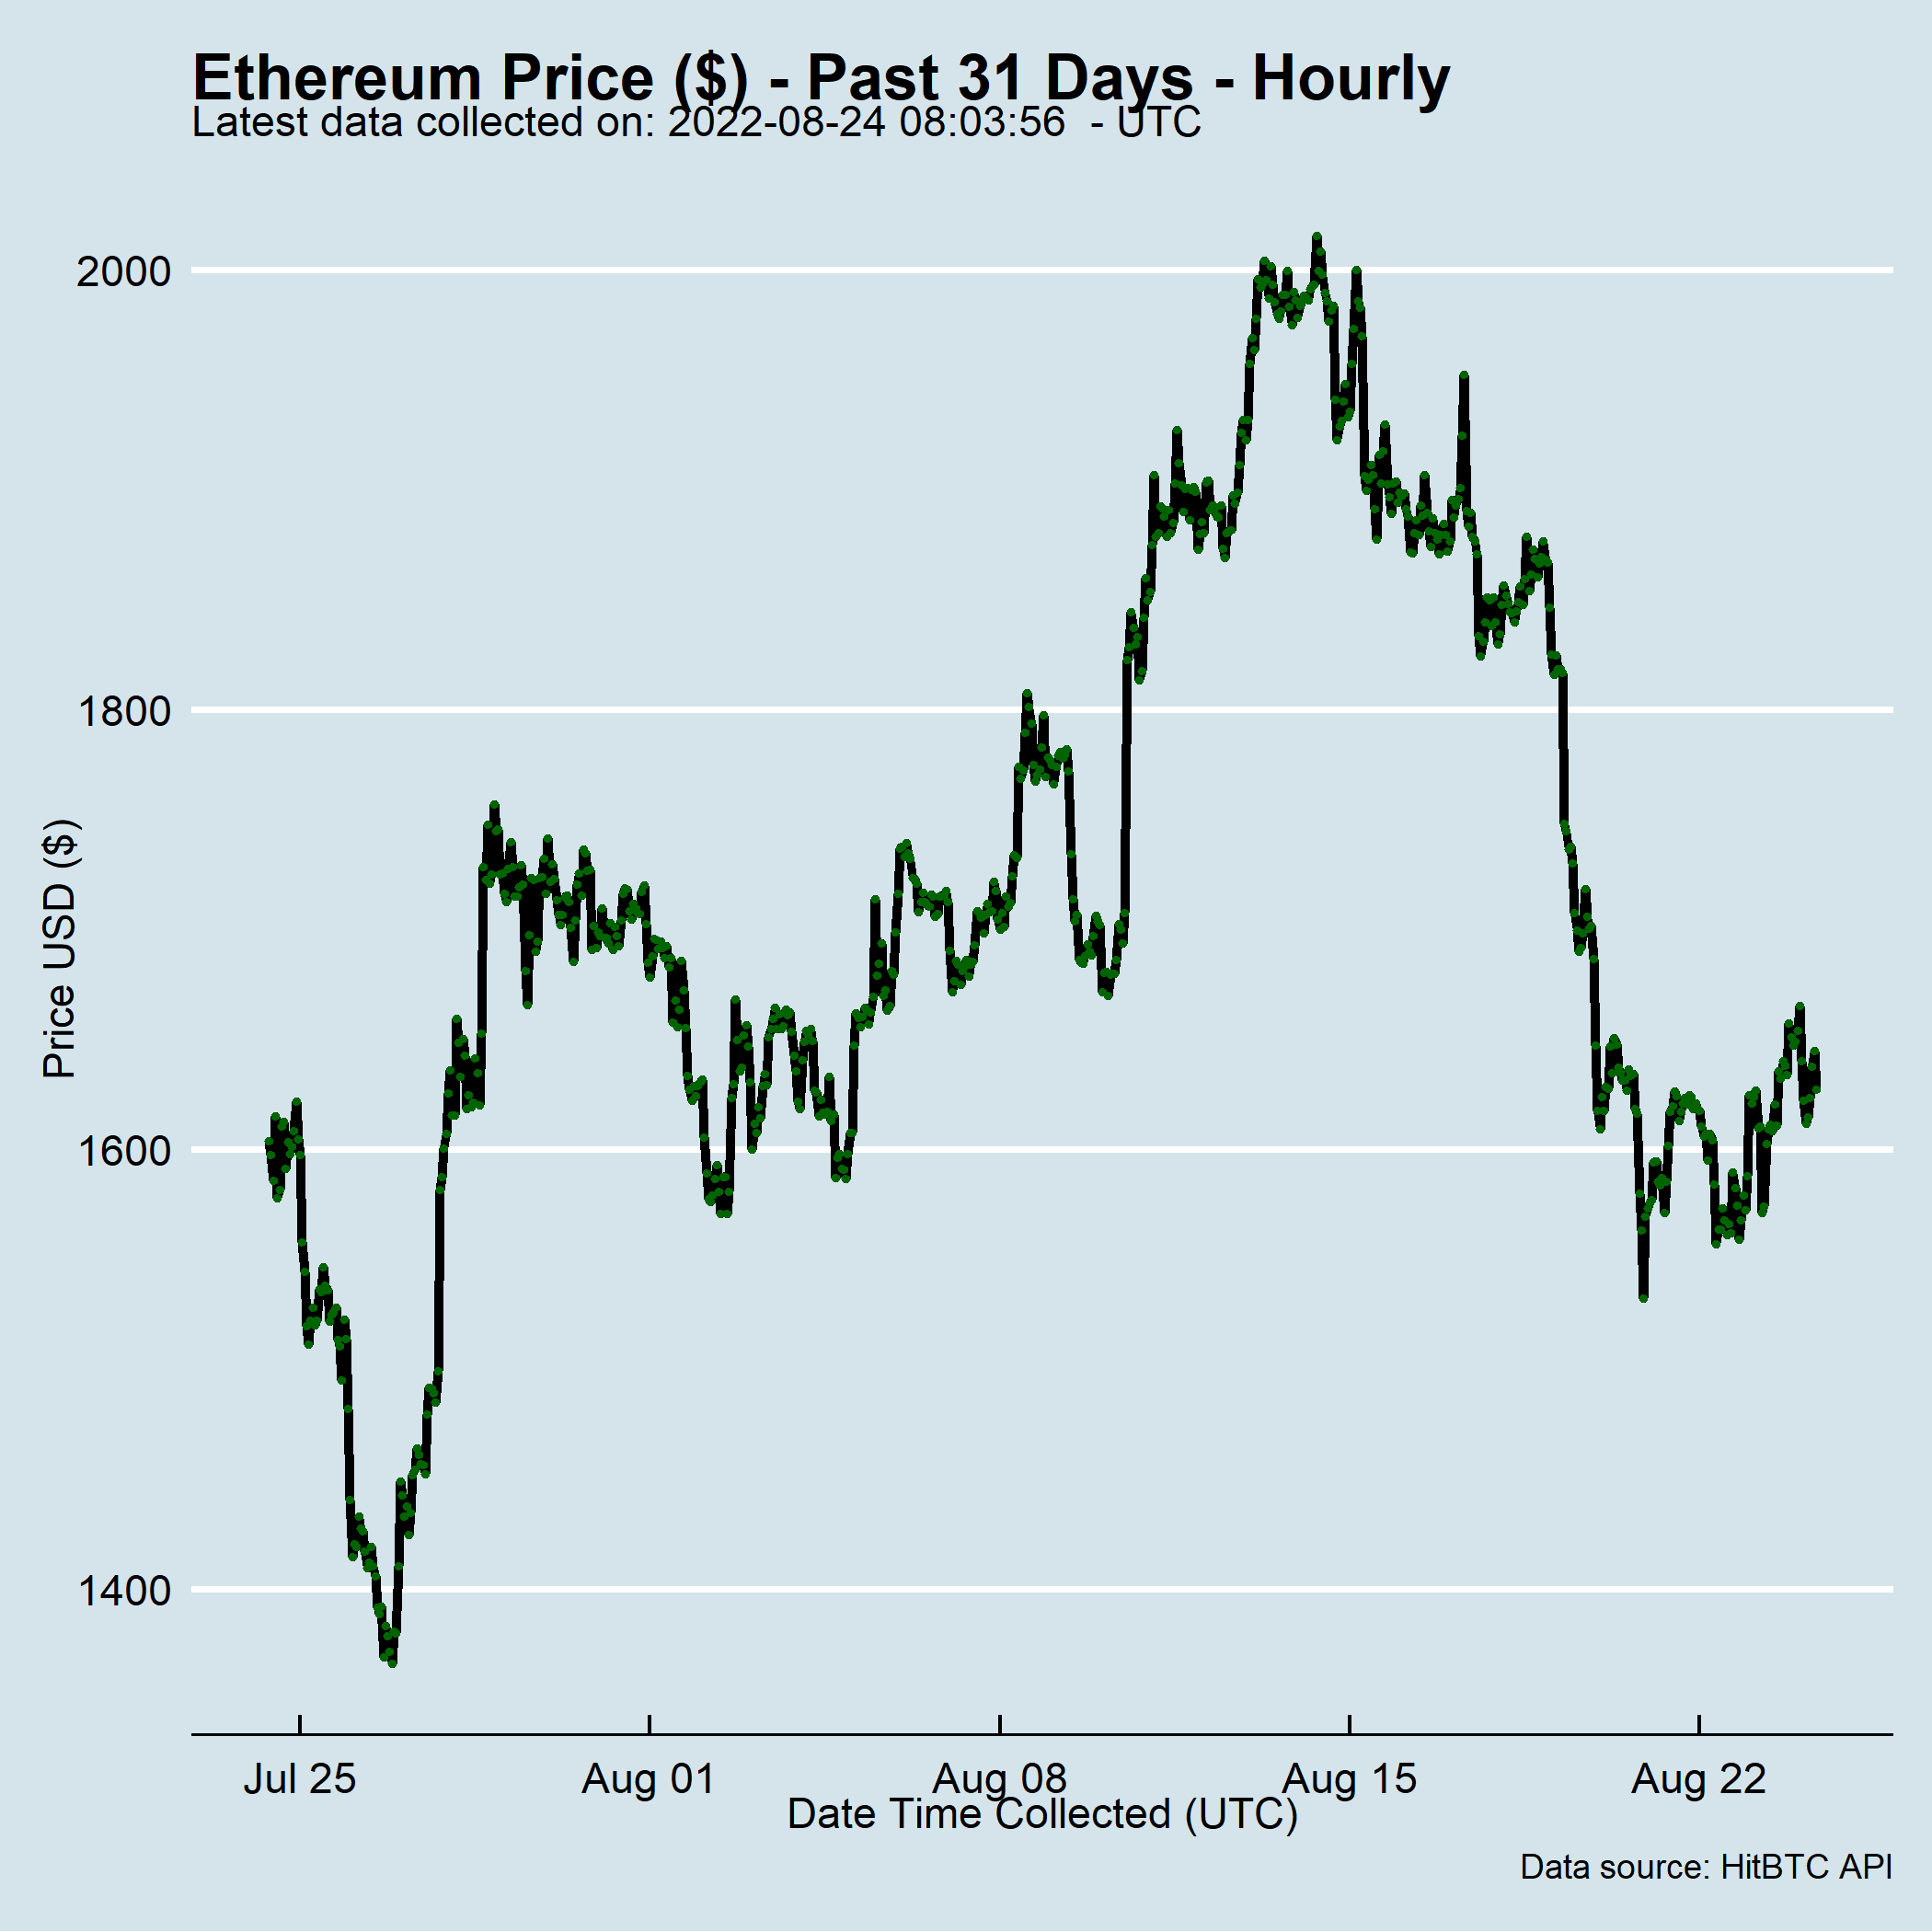 Ethereum Price ($) - Past 31 Days - Hourly
Latest data collected on: 2022-08-24 08:03:56  - UTC
2000
1800
1600
1400
Price USD ($)
Jul 25
Aug 01
Aug 08
Aug 15
Aug 22
Date Time Collected (UTC)
Data source: HitBTC API